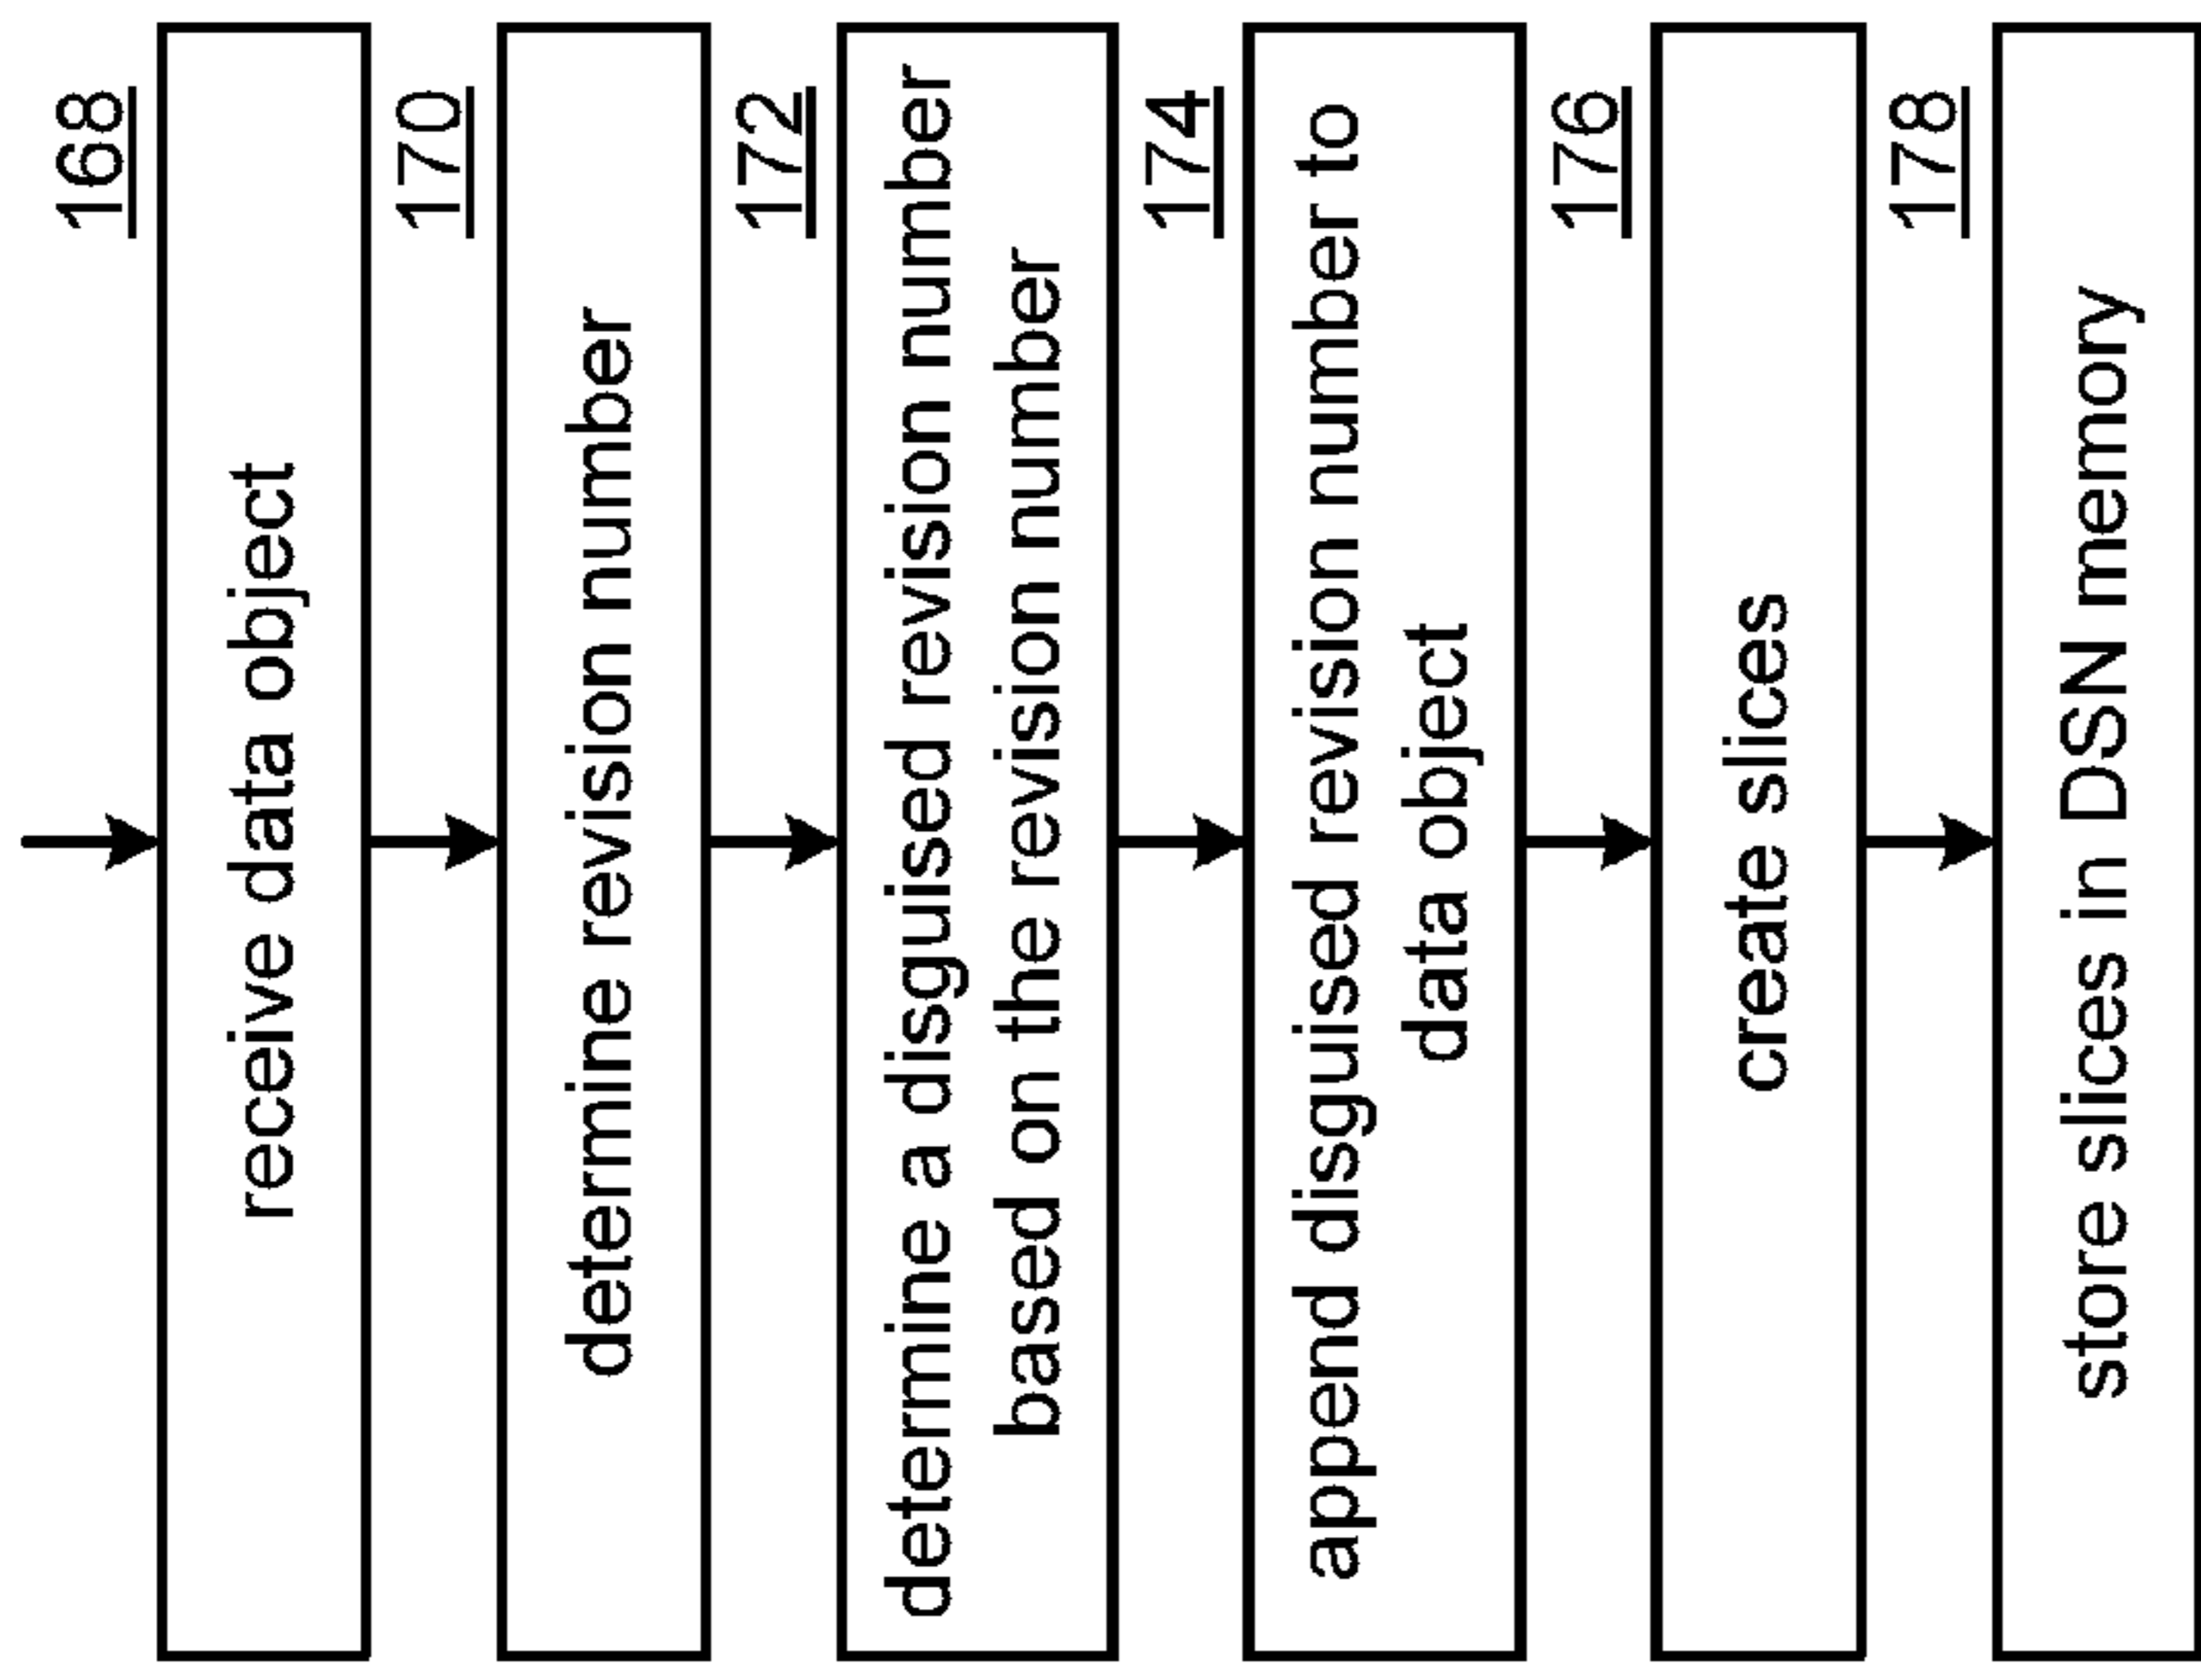 168
receive data object
170
determine revision number
172
determine a disguised revision number
based on the revision number
174
append disguised revision number to
data object
176
create slices
178
store slices in DSN memory